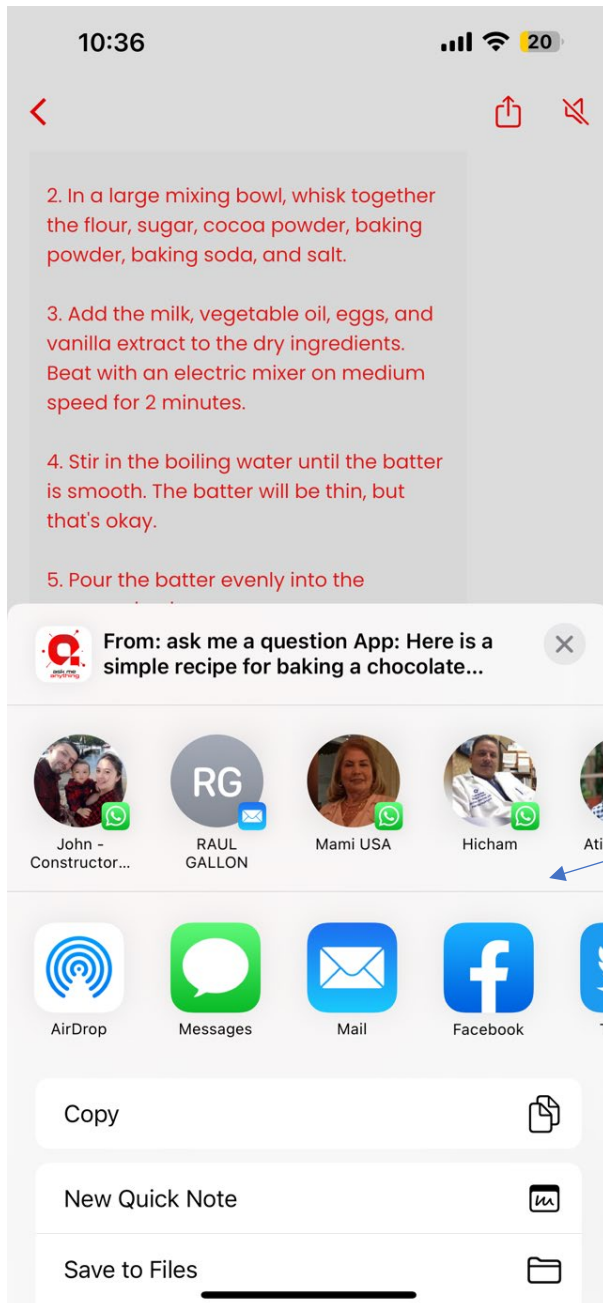 10:36
20
2. In a large mixing bowl, whisk together
the flour, sugar, cocoa powder, baking
powder, baking soda, and salt.
3. Add the milk, vegetable oil, eggs, and
vanilla extract to the dry ingredients.
Beat with an electric mixer on medium
speed for 2 minutes.
4. Stir in the boiling water until the batter
is smooth. The batter will be thin, but
that's okay.
5. Pour the batter evenly into the
ask me
anything
From: ask me a question App: Here is a
simple recipe for baking a chocolate...
RG
John -
Constructor...
RAUL
GALLON
Mami USA
Hicham
Ati
AirDrop
Messages
Mail
Facebook
Copy
New Quick Note
Save to Files